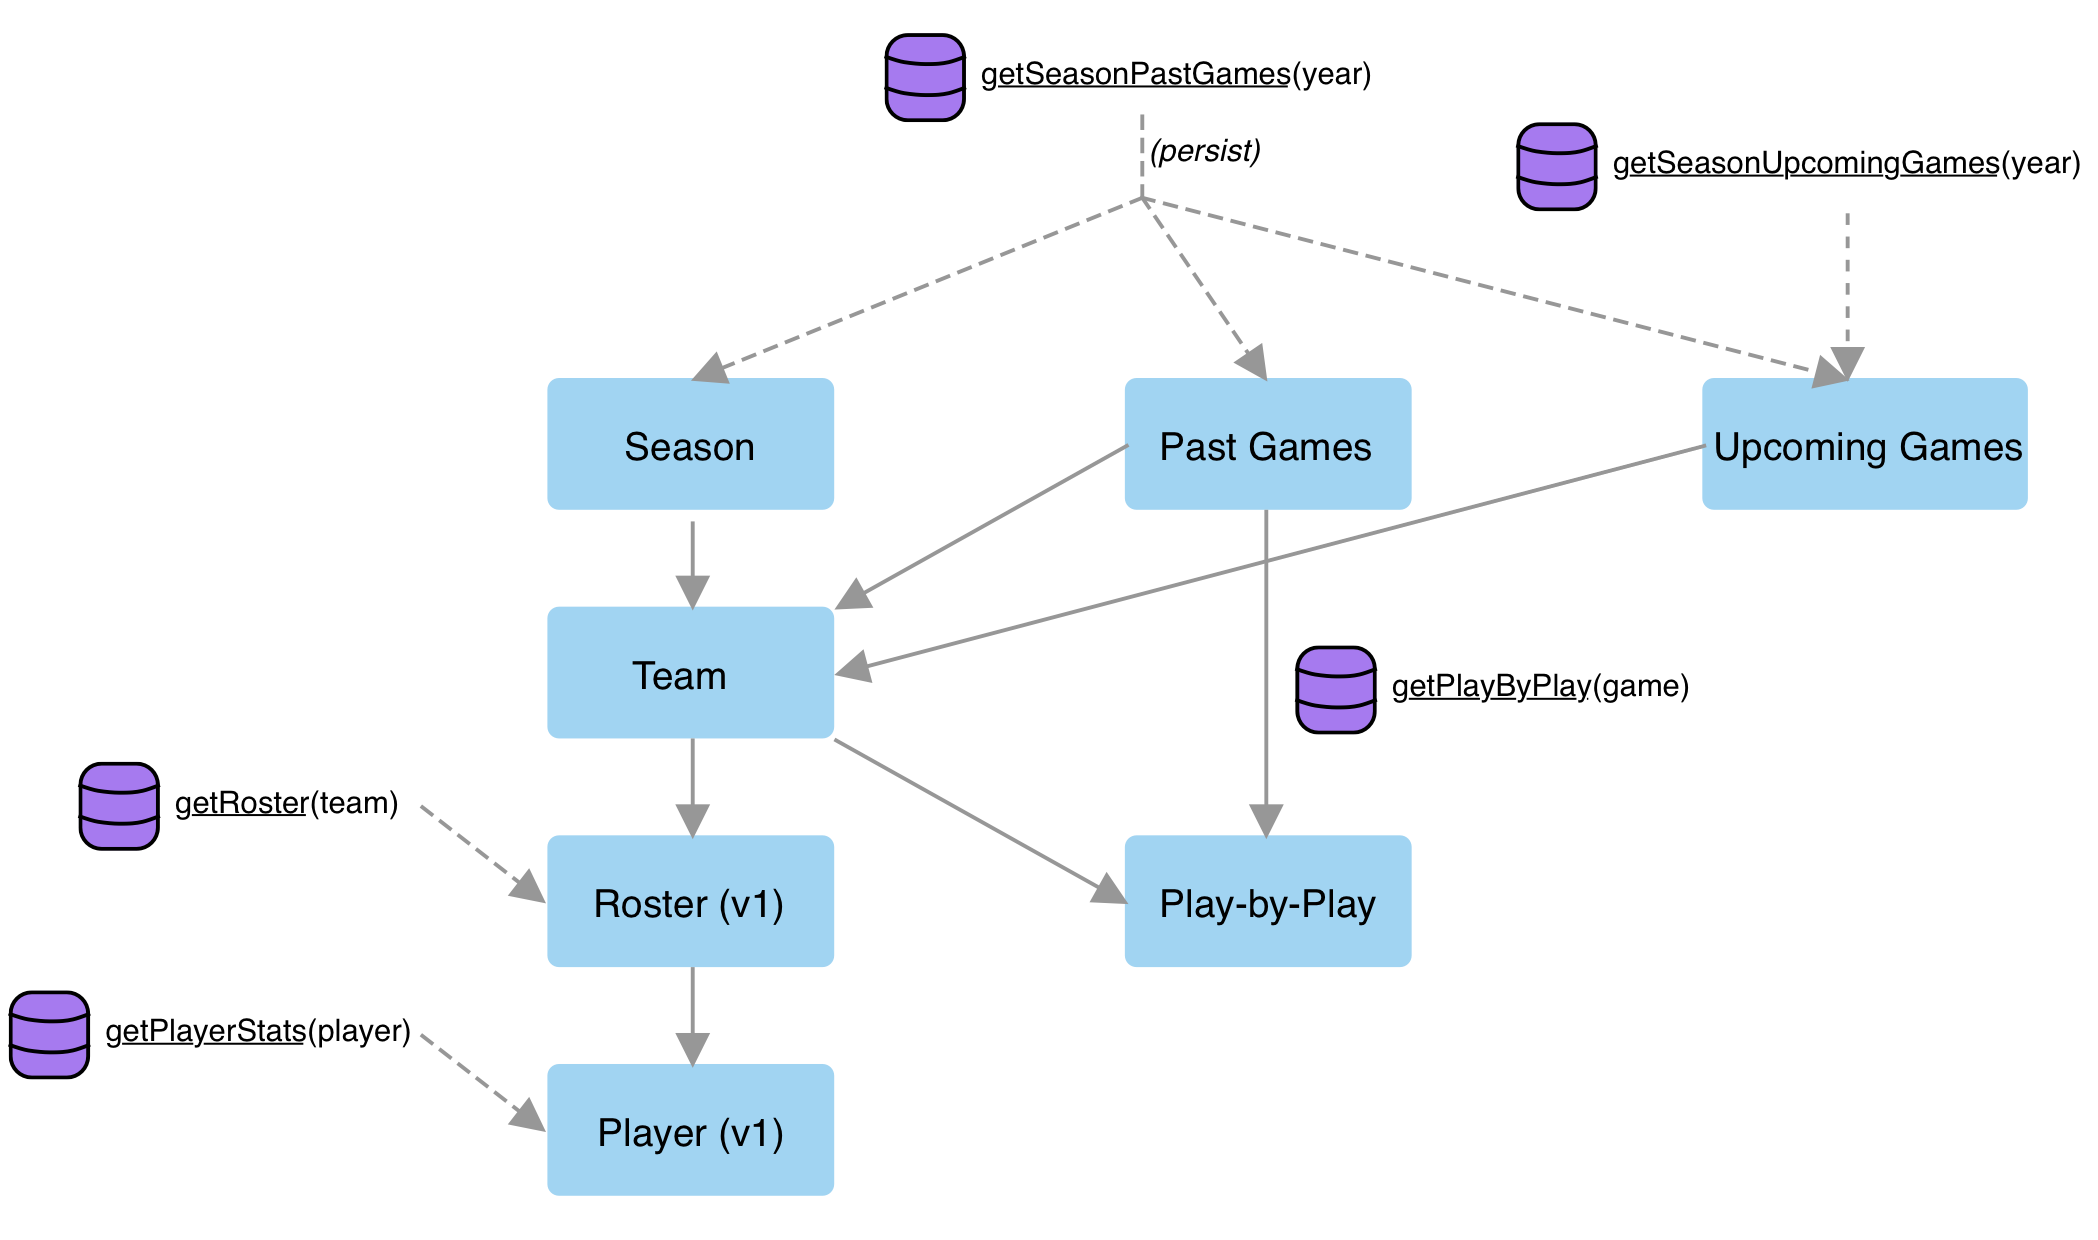 getSeasonPastGames(year)
(persist)
getSeasonUpcomingGames(year)
Season
Past Games
Upcoming Games
Team
getPlayByPlay(game)
getRoster(team)
Roster (v1)
Play-by-Play
getPlayerStats(player)
Player (v1)